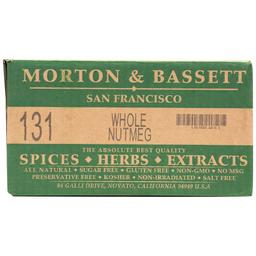 MORTON & BASSETT
SAN FRANCISCO
131
WHOLE
NUTMEG
THE ABSOLUTE BEST QUALITY
SPICES • HERBS • EXTRACTS
ALL NATURAL • SUGAR FREE • GLUTEN FREE • NON-GMO • NO MSG
PRESERVATIVE FREE • KOSHER • NON-IRRADIATED • SALT FREE
84 GALLI DRIVE, NOVATO, CALIFORNIA 94949 U.S.A